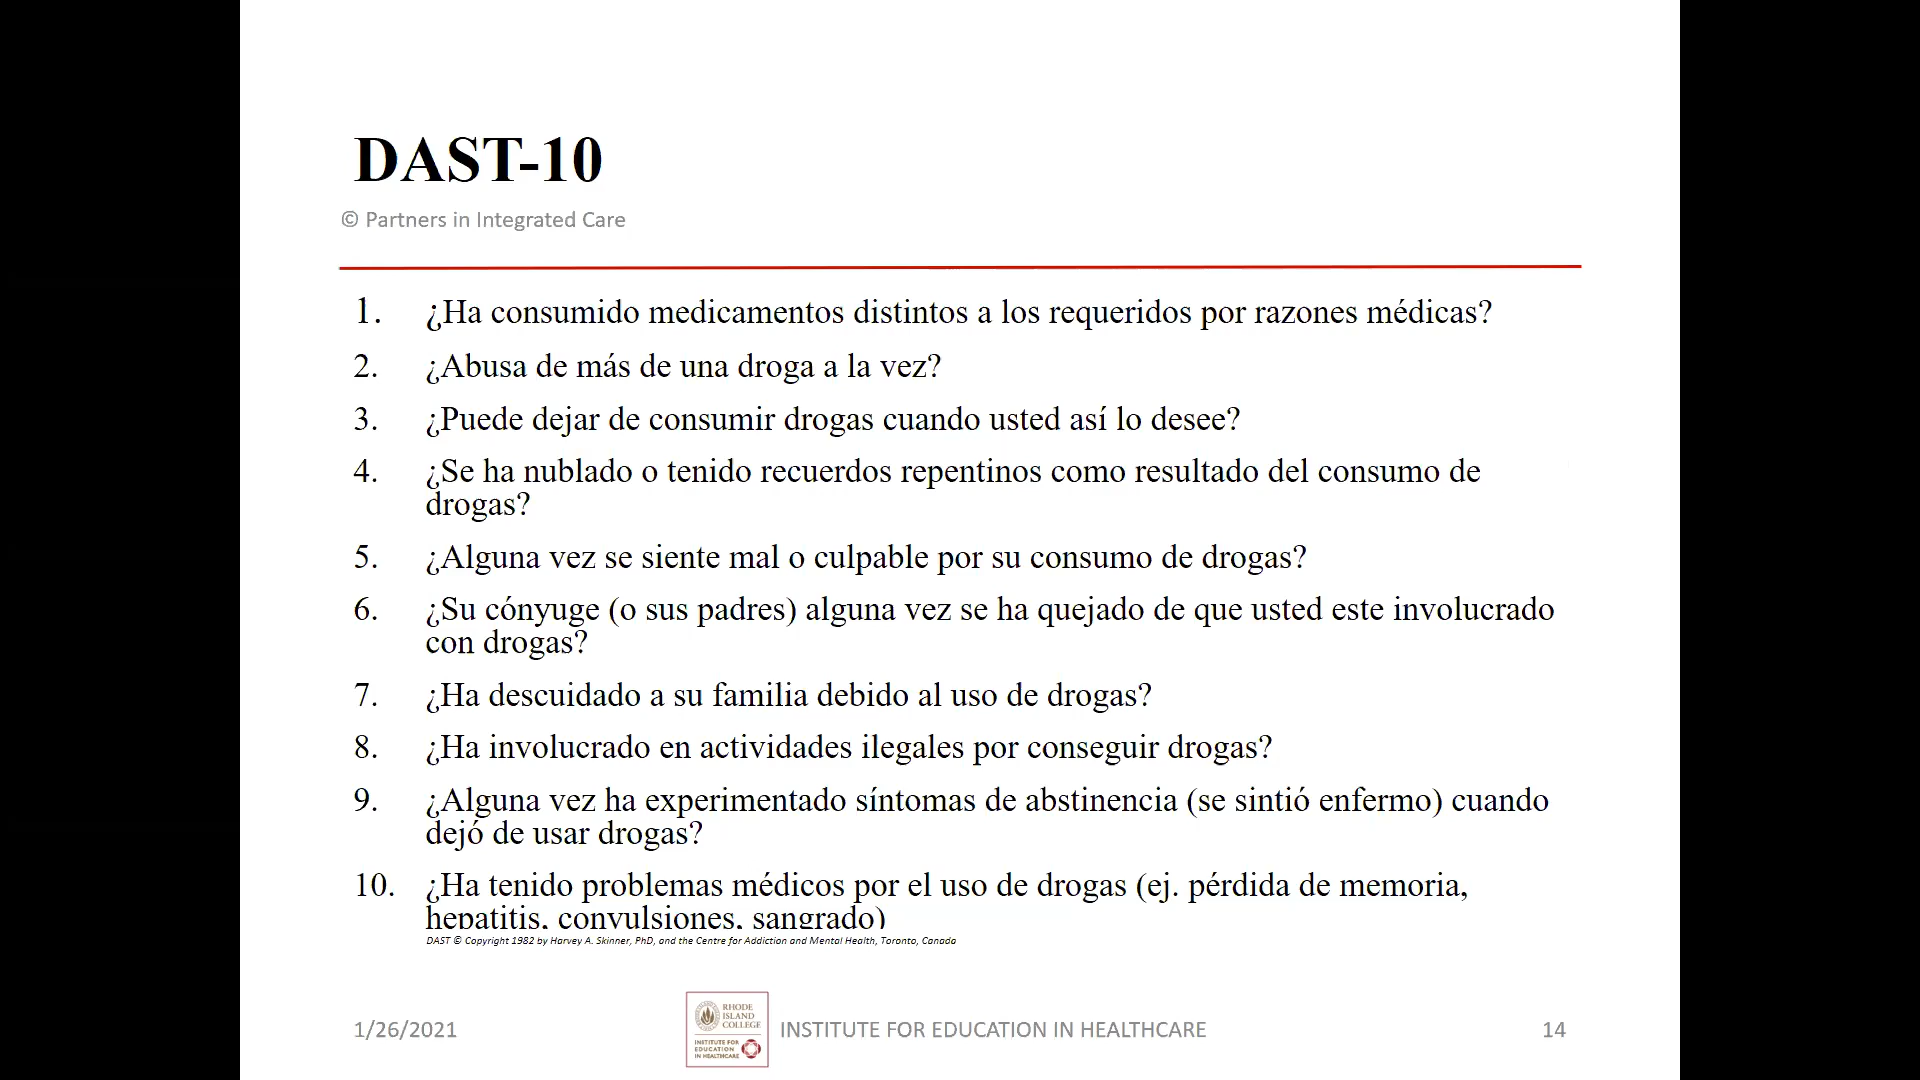 DAST-10
© Partners in Integrated Care
1. ¿Ha consumido medicamentos distintos a los requeridos por razones médicas?
2. ¿Abusa de más de una droga a la vez?
3. ¿Puede dejar de consumir drogas cuando usted así lo desee?
4. ¿Se ha nublado o tenido recuerdos repentinos como resultado del consumo de
drogas?
5. ¿Alguna vez se siente mal o culpable por su consumo de drogas?
6. ¿Su cónyuge (o sus padres) alguna vez se ha quejado de que usted este involucrado
con drogas?
7. ¿Ha descuidado a su familia debido al uso de drogas?
8. ¿Ha involucrado en actividades ilegales por conseguir drogas?
9. ¿Alguna vez ha experimentado síntomas de abstinencia (se sintió enfermo) cuando
dejó de usar drogas?
10. ¿Ha tenido problemas médicos por el uso de drogas (ej. pérdida de memoria,
hepatitis, convulsiones, sangrado)
DAST © Copyright 1982 by Harvey A. Skinner, PhD, and the Centre for Addiction and Mental Health, Toronto, Canada
1/26/2021
RHODE
ISLAND
COLLEGE
INSTITUTE FOR
EDUCATION
IN HEALTHCARE
INSTITUTE FOR EDUCATION IN HEALTHCARE
14